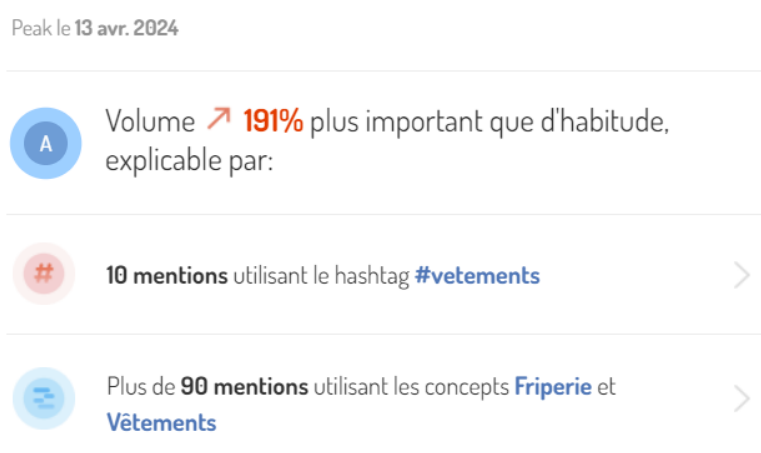 Peak le 13 avr. 2024
A
Volume ↗ 191% plus important que d'habitude,
explicable par:
#
10 mentions utilisant le hashtag #vetements
Plus de 90 mentions utilisant les concepts Friperie et
Vêtements